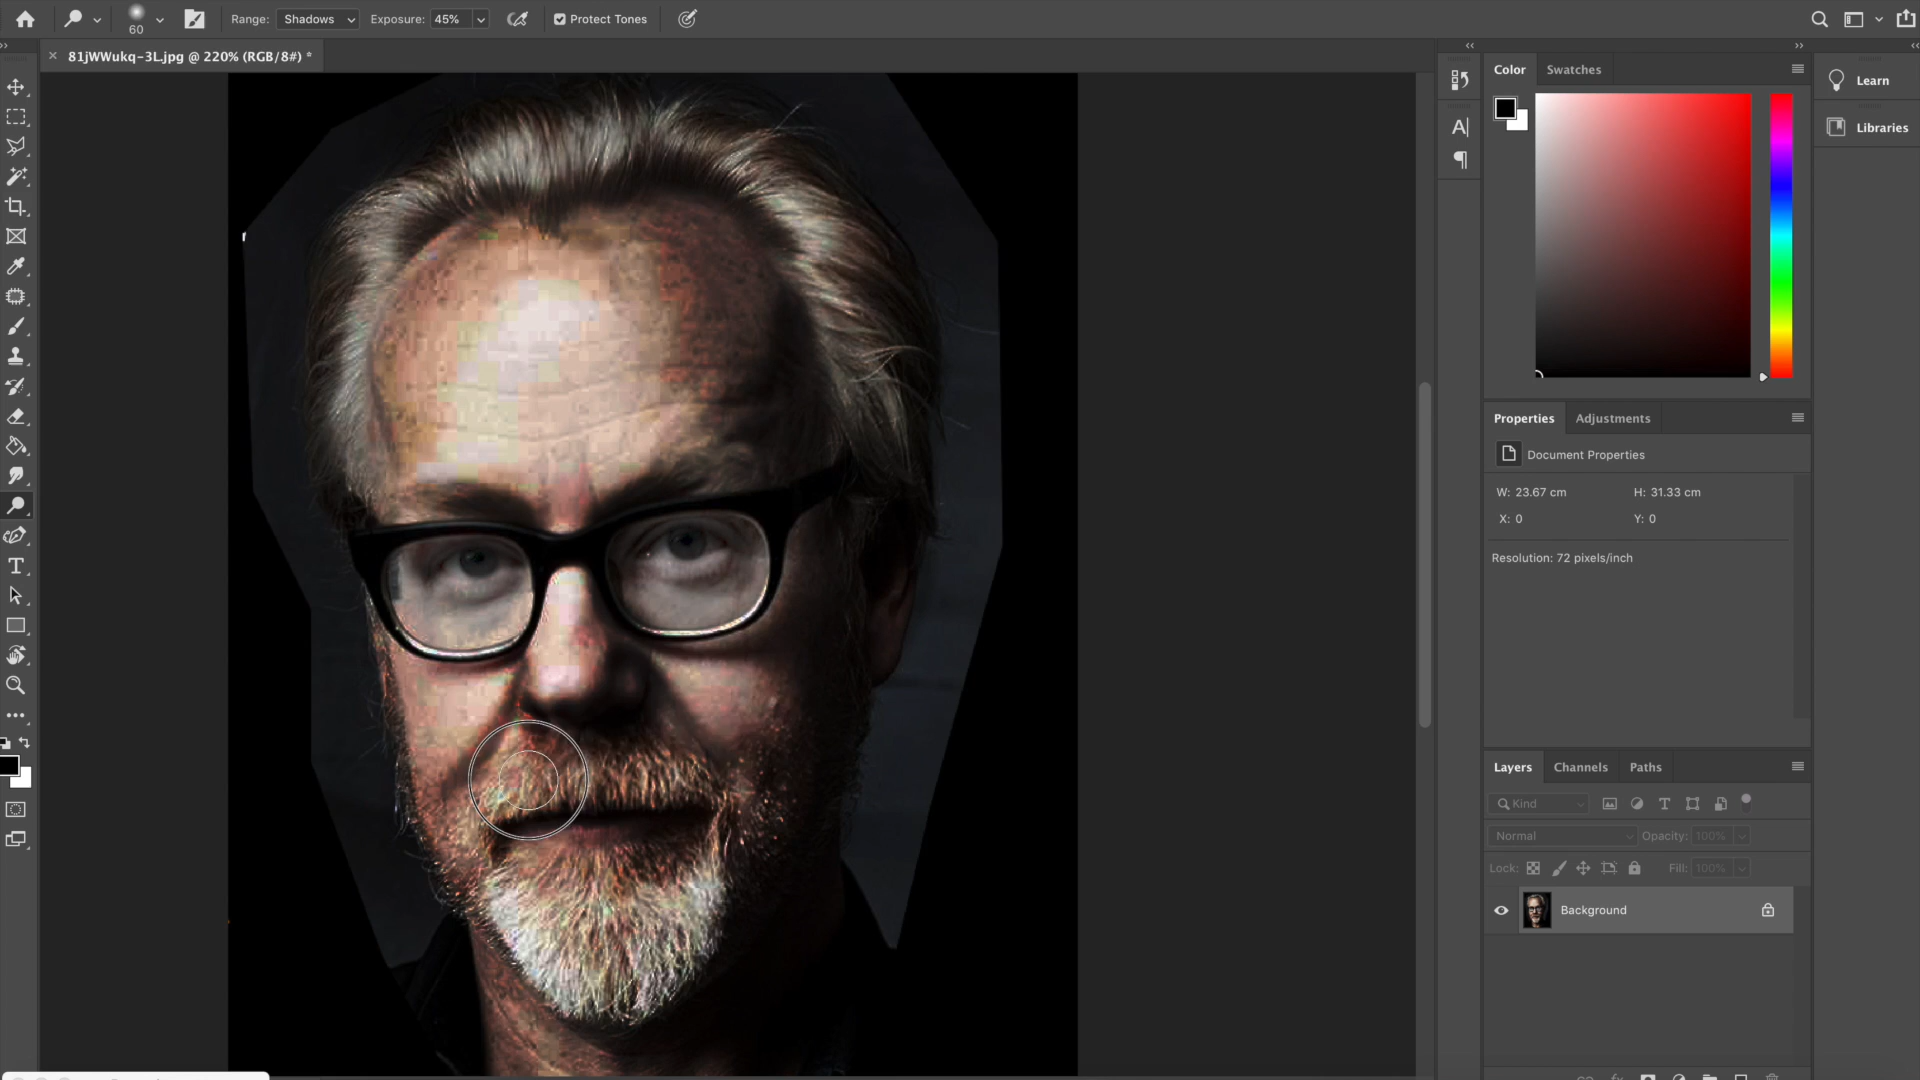 60
Range: Shadows Exposure: 45% Protect Tones
81jWWukq-3L.jpg @ 220% (RGB/8#) *
Color Swatches
Learn
Libraries
Properties Adjustments
Document Properties
W: 23.67 cm H: 31.33 cm
X: 0 Y: 0
Resolution: 72 pixels/inch
Layers Channels Paths
Kind
Normal Opacity: 100%
Lock: Fill: 100%
Background